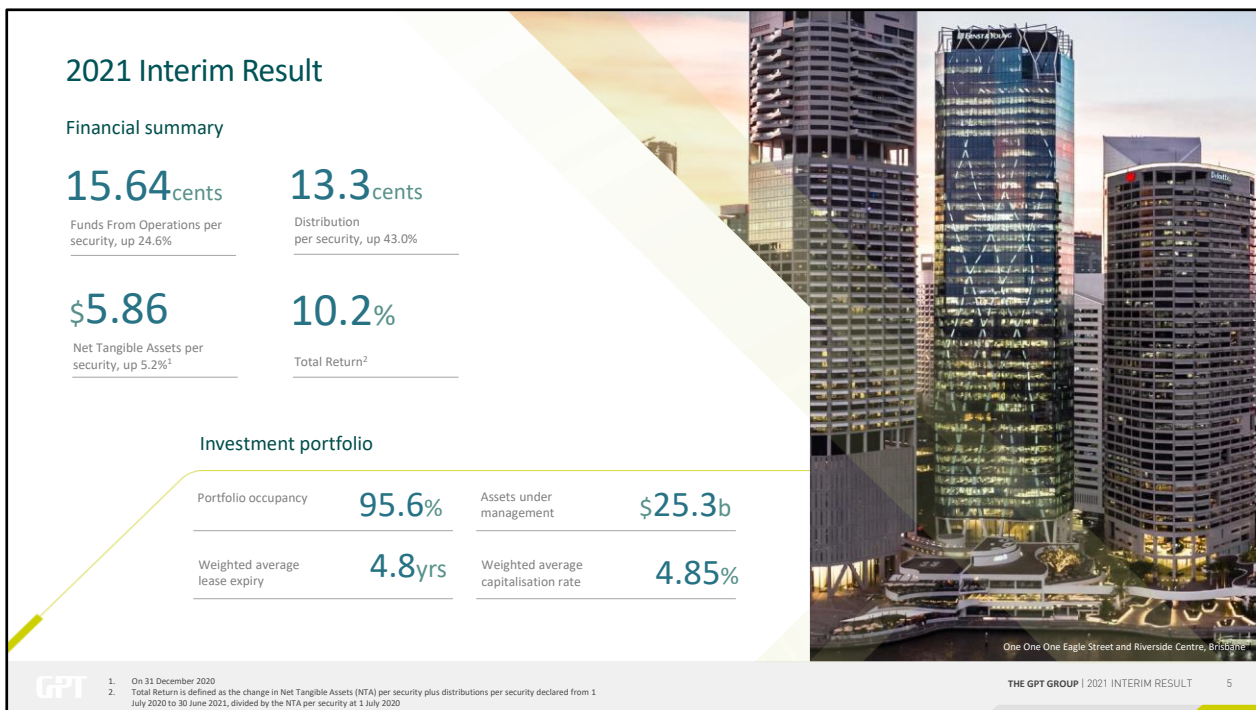 2021 Interim Result
Financial summary
15.64cents
Funds From Operations per
security, up 24.6%
13.3cents
Distribution
per security, up 43.0%
$5.86
Net Tangible Assets per
security, up 5.2%1
10.2%
Total Return2
Investment portfolio
Portfolio occupancy
95.6%
Assets under
management
$25.3b
Weighted average
lease expiry
4.8yrs
Weighted average
capitalisation rate
4.85%
ERNST & YOUNG
Deloitte
One One One Eagle Street and Riverside Centre, Brisbane
GPT
1. On 31 December 2020
2. Total Return is defined as the change in Net Tangible Assets (NTA) per security plus distributions per security declared from 1
July 2020 to 30 June 2021, divided by the NTA per security at 1 July 2020
THE GPT GROUP | 2021 INTERIM RESULT 5